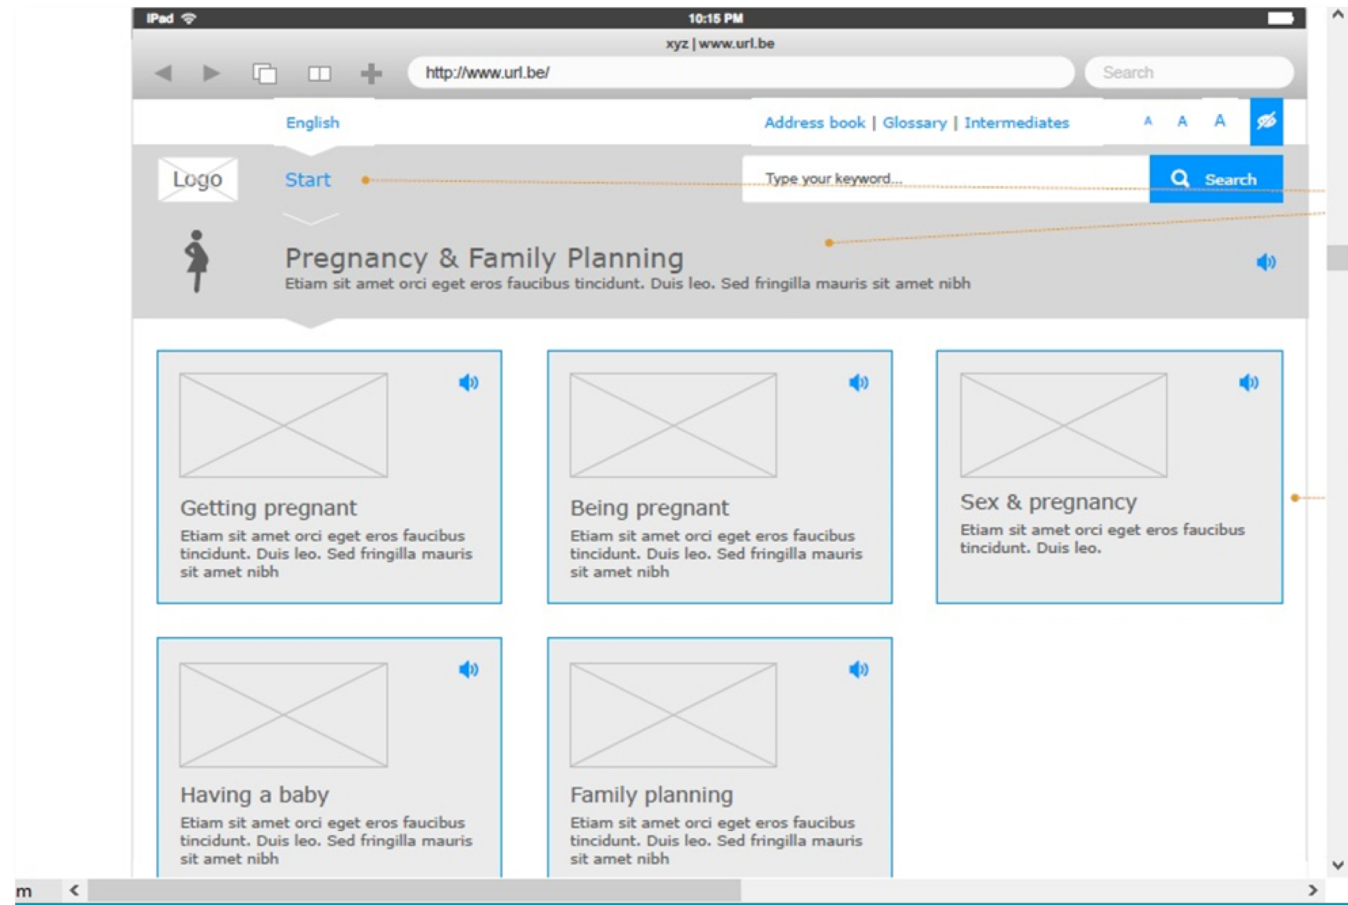 iPad 10:15 PM
xyz | www.url.be
http://www.url.be/ Search
English Address book | Glossary | Intermediates A A A
Logo Start Type your keyword... Search
Pregnancy & Family Planning
Etiam sit amet orci eget eros faucibus tincidunt. Duis leo. Sed fringilla mauris sit amet nibh
Getting pregnant
Etiam sit amet orci eget eros faucibus
tincidunt. Duis leo. Sed fringilla mauris
sit amet nibh
Being pregnant
Etiam sit amet orci eget eros faucibus
tincidunt. Duis leo. Sed fringilla mauris
sit amet nibh
Sex & pregnancy
Etiam sit amet orci eget eros faucibus
tincidunt. Duis leo.
Having a baby
Etiam sit amet orci eget eros faucibus
tincidunt. Duis leo. Sed fringilla mauris
sit amet nibh
Family planning
Etiam sit amet orci eget eros faucibus
tincidunt. Duis leo. Sed fringilla mauris
sit amet nibh
m